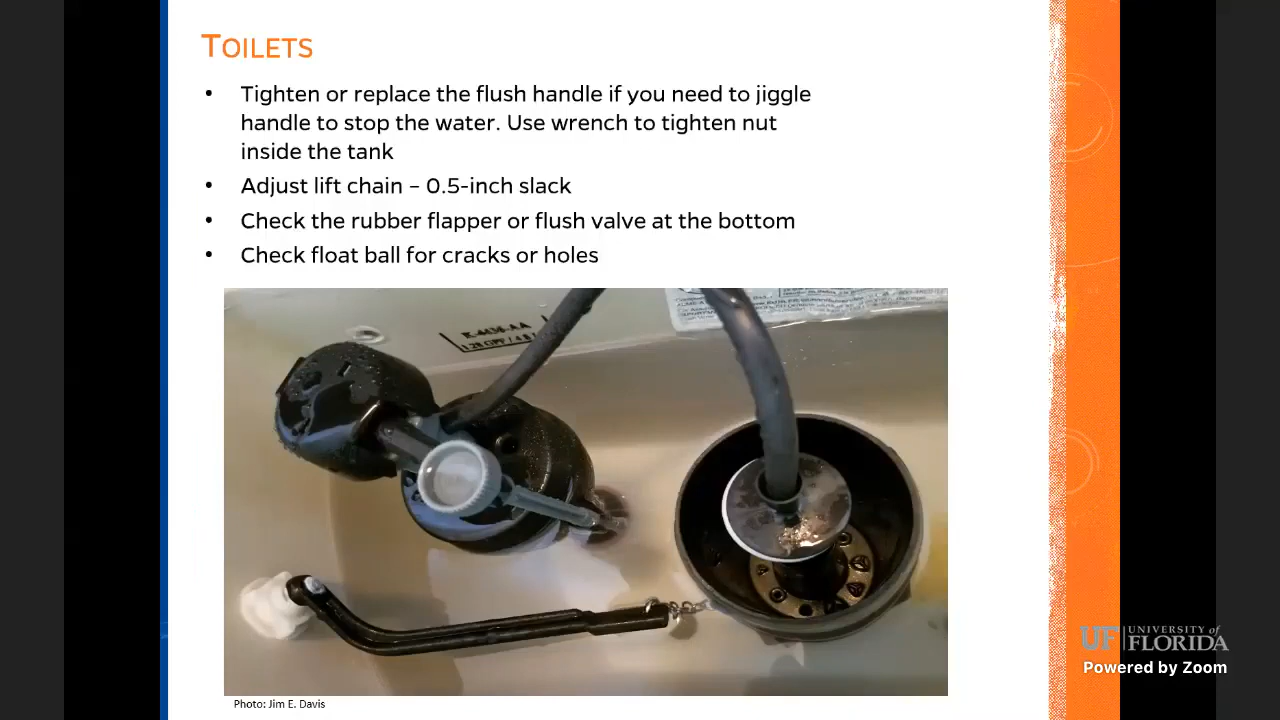 TOILETS
• Tighten or replace the flush handle if you need to jiggle
handle to stop the water. Use wrench to tighten nut
inside the tank
• Adjust lift chain – 0.5-inch slack
• Check the rubber flapper or flush valve at the bottom
• Check float ball for cracks or holes
K-4436-AA
Photo: Jim E. Davis
UF UNIVERSITY of
FLORIDA
Powered by Zoom